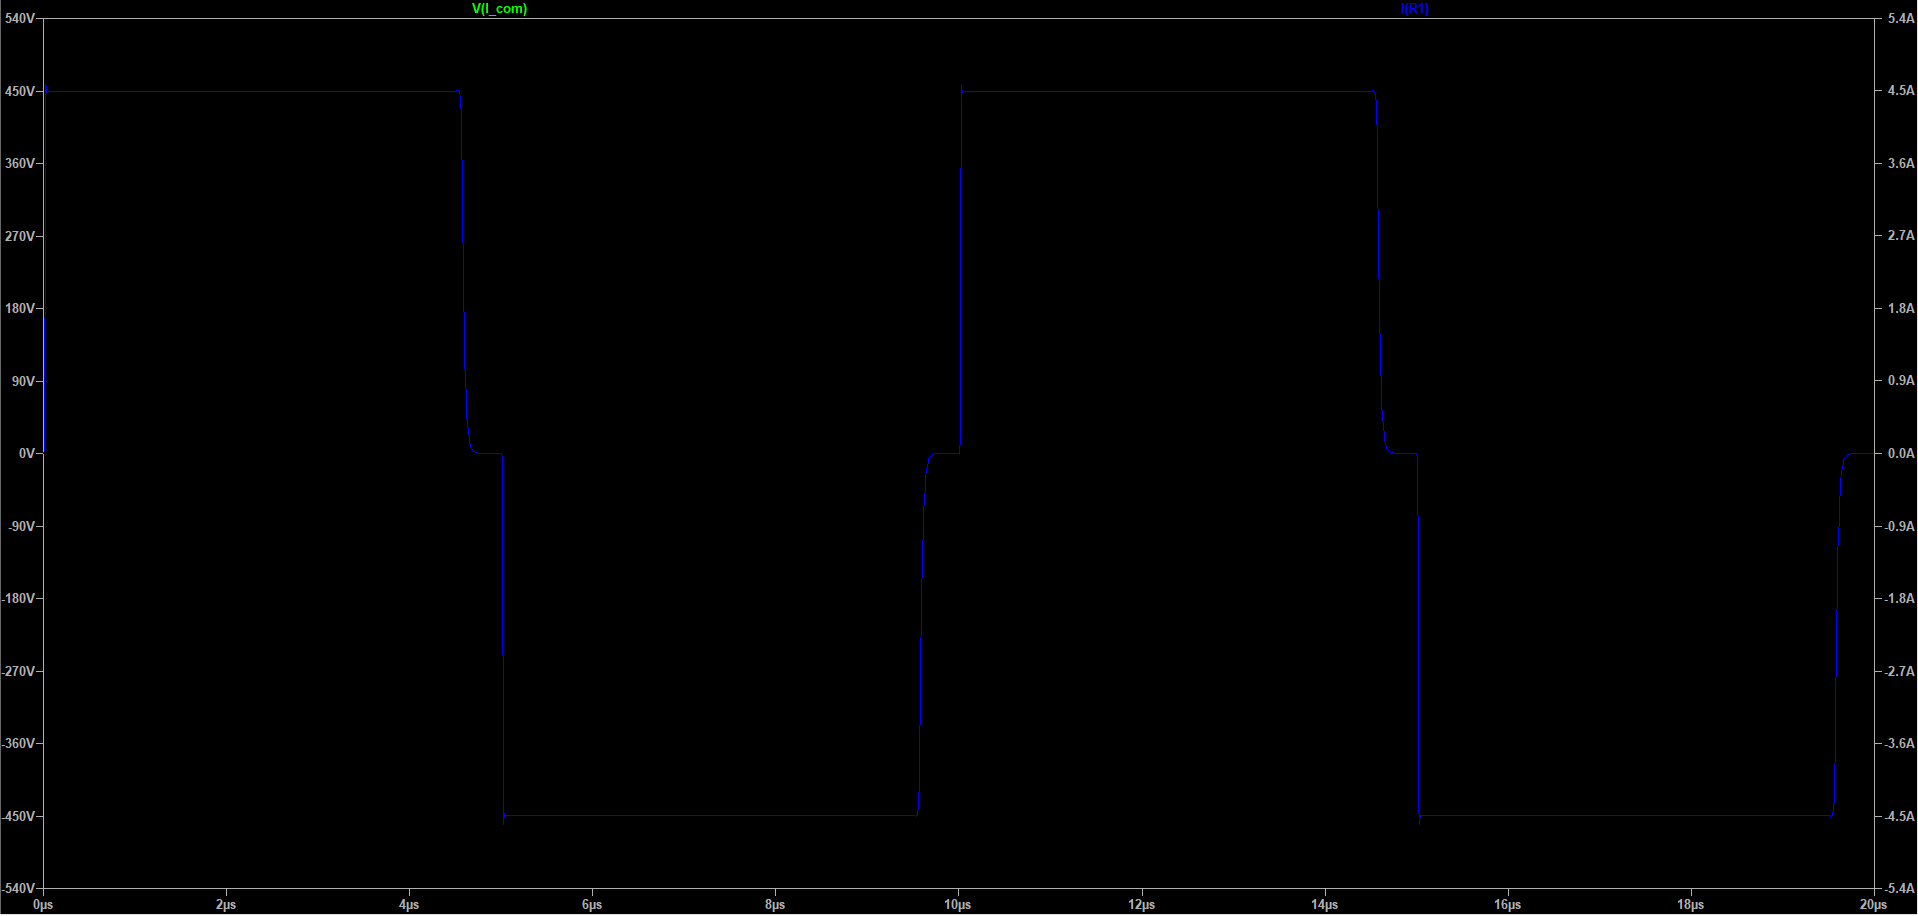 V(I_com) I(R1)
540V 5.4A
450V 4.5A
360V 3.6A
270V 2.7A
180V 1.8A
90V 0.9A
0V 0.0A
-90V -0.9A
-180V -1.8A
-270V -2.7A
-360V -3.6A
-450V -4.5A
-540V -5.4A
0µs 2µs 4µs 6µs 8µs 10µs 12µs 14µs 16µs 18µs 20µs